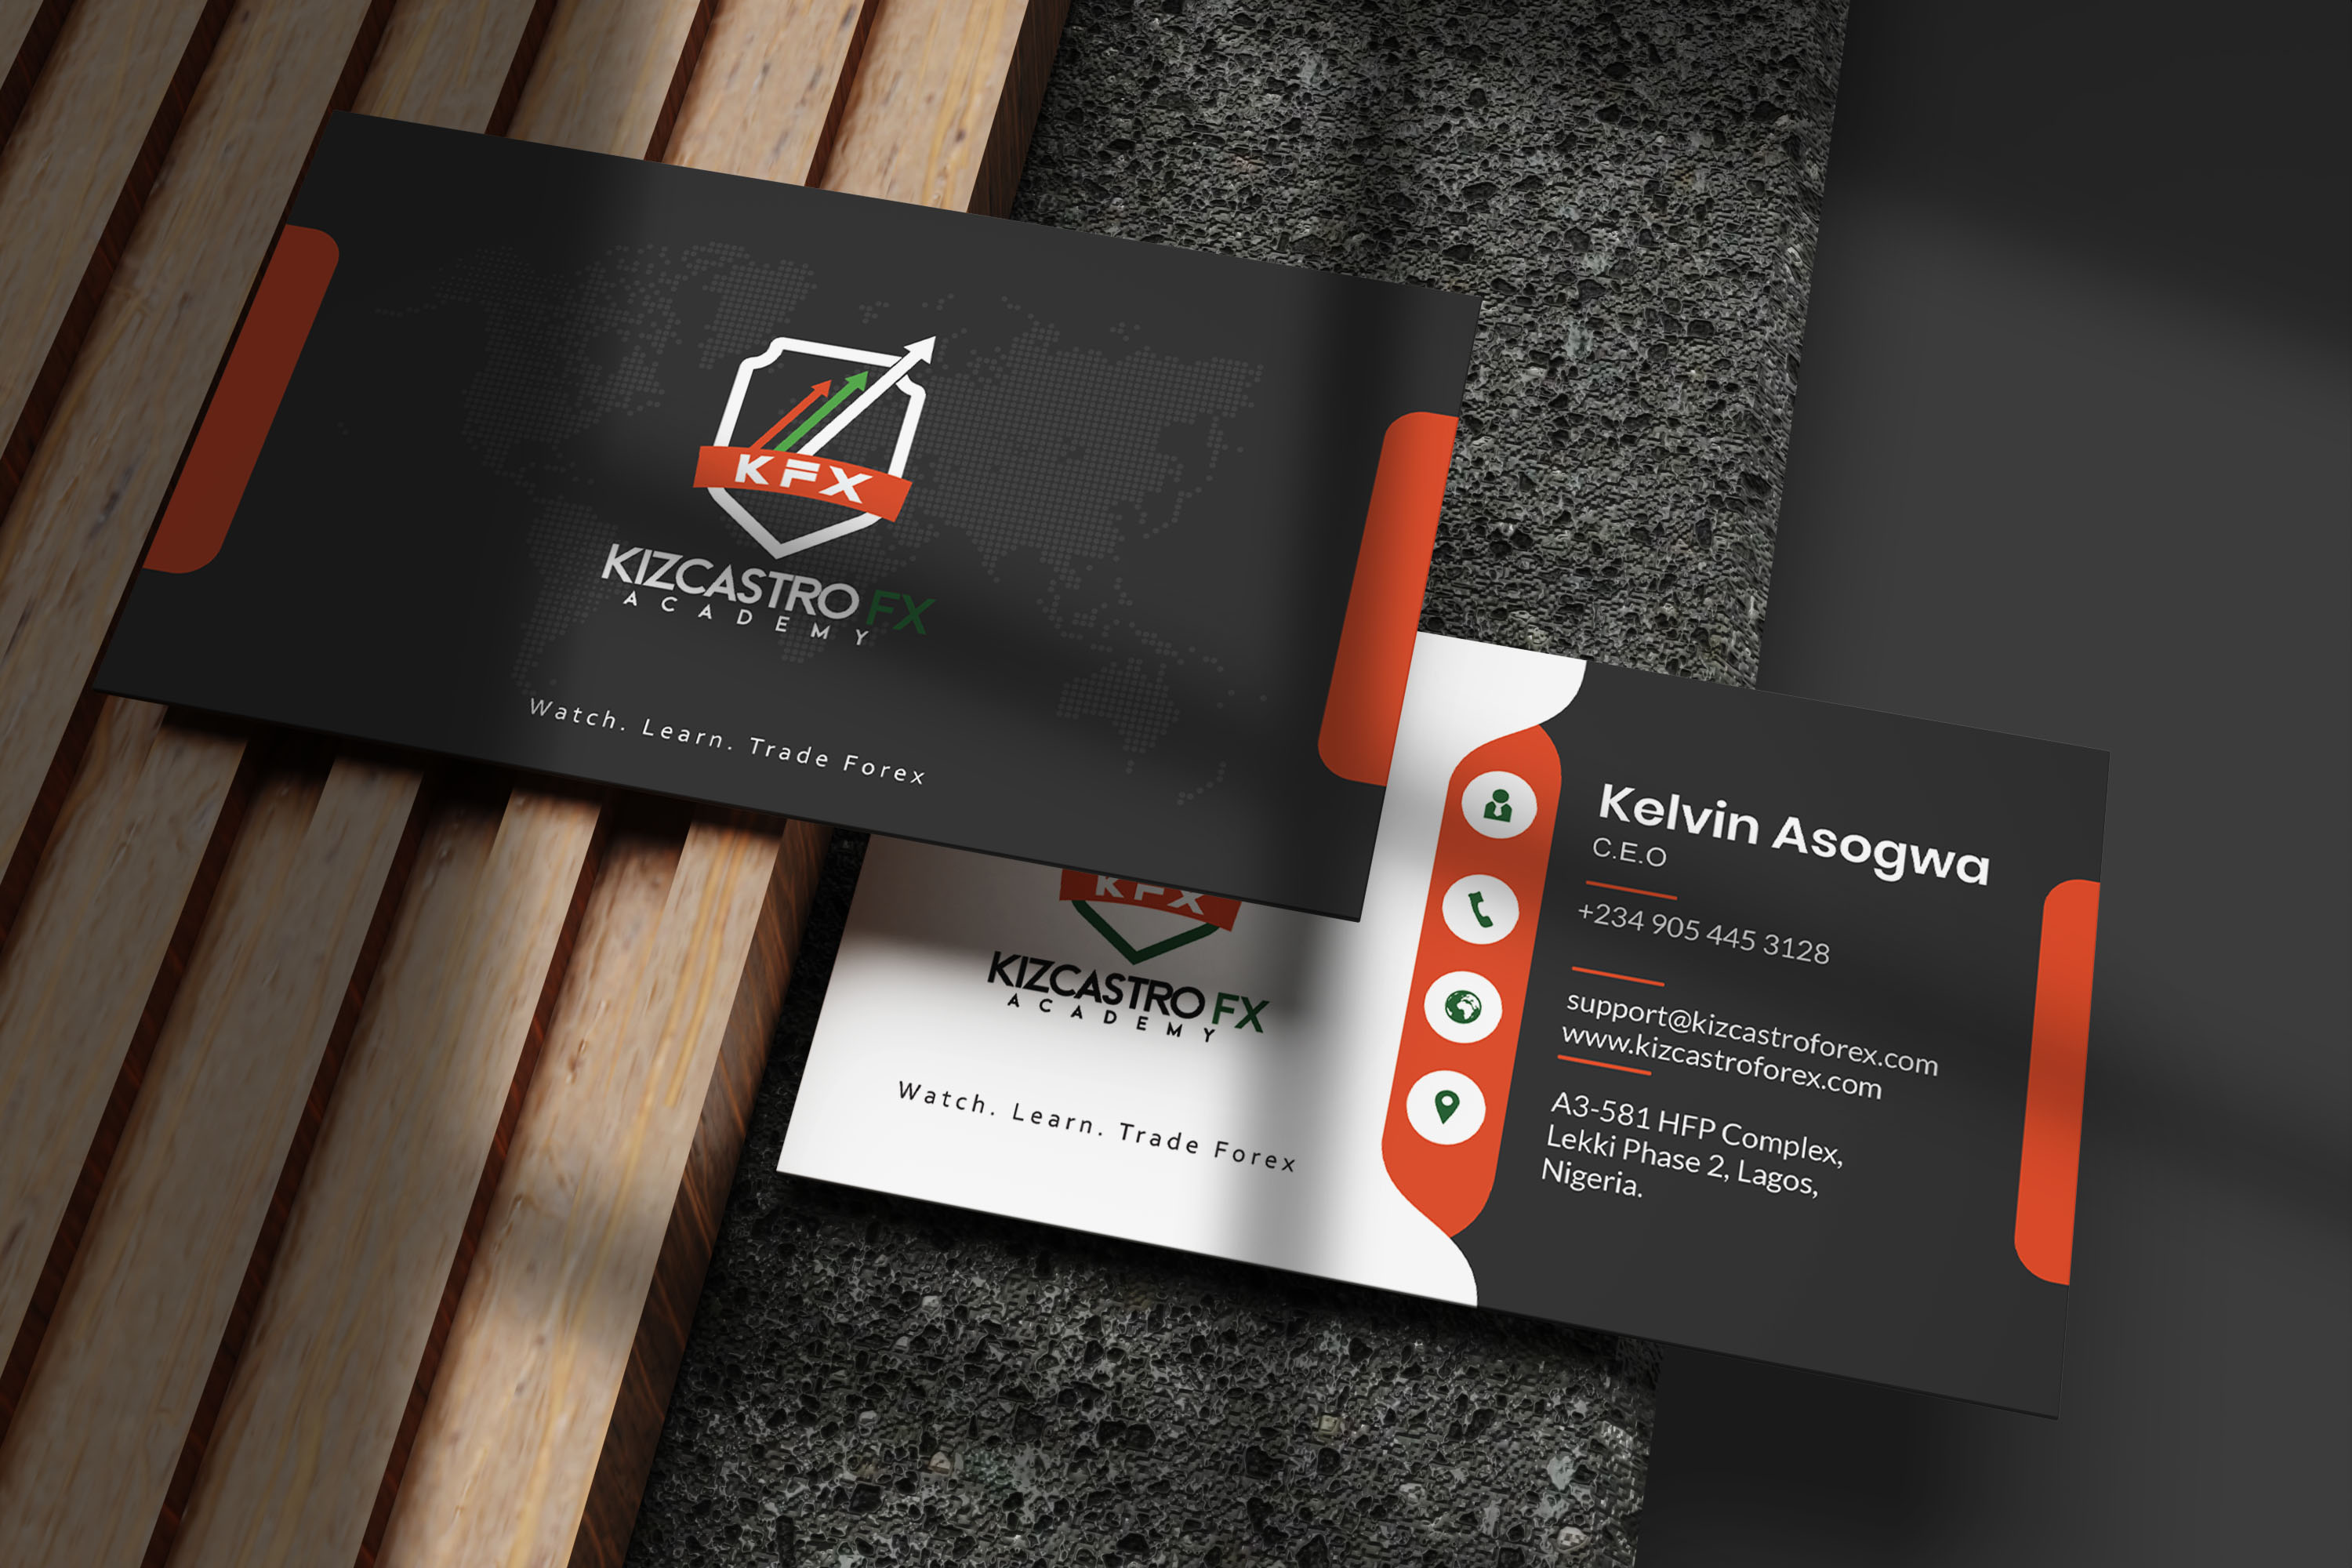 KFX
KIZCASTRO FX
ACADEMY
Watch. Learn. Trade Forex
KFX
KIZCASTRO FX
ACADEMY
Watch. Learn. Trade Forex
Kelvin Asogwa
C.E.O
+234 905 445 3128
support@kizcastroforex.com
www.kizcastroforex.com
A3-581 HFP Complex,
Lekki Phase 2, Lagos,
Nigeria.